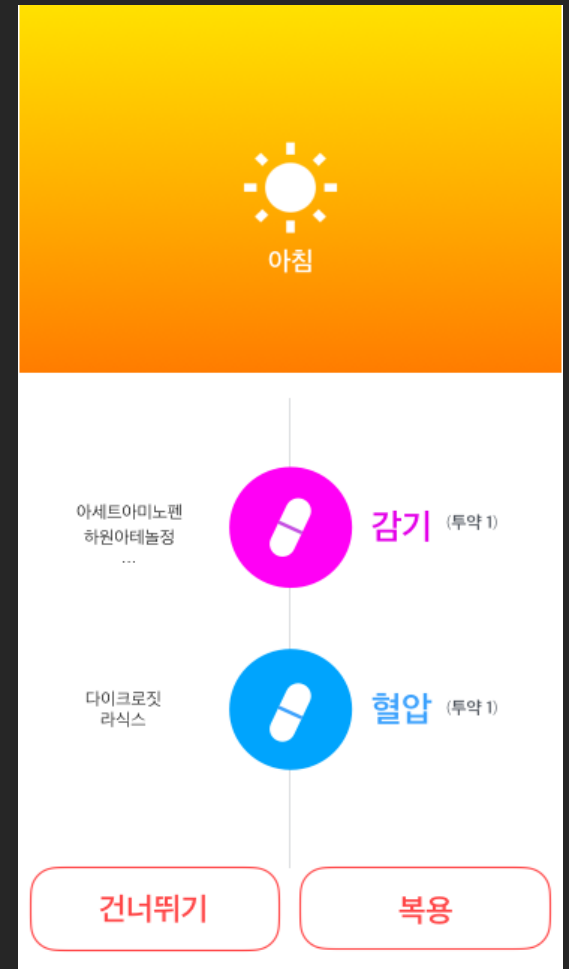 아침
아세트아미노펜
하원아테놀정
...
감기 (투약 1)
다이크로짓
라식스
혈압 (투약 1)
건너뛰기
복용